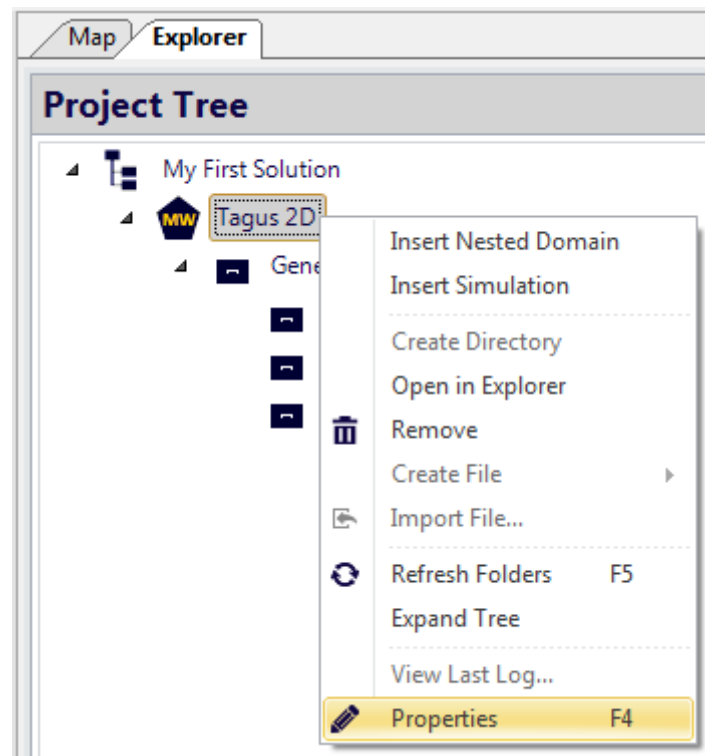 Map Explorer
Project Tree
My First Solution
MW Tagus 2D
Gene
Insert Nested Domain
Insert Simulation
Create Directory
Open in Explorer
Remove
Create File
Import File...
Refresh Folders F5
Expand Tree
View Last Log...
Properties F4